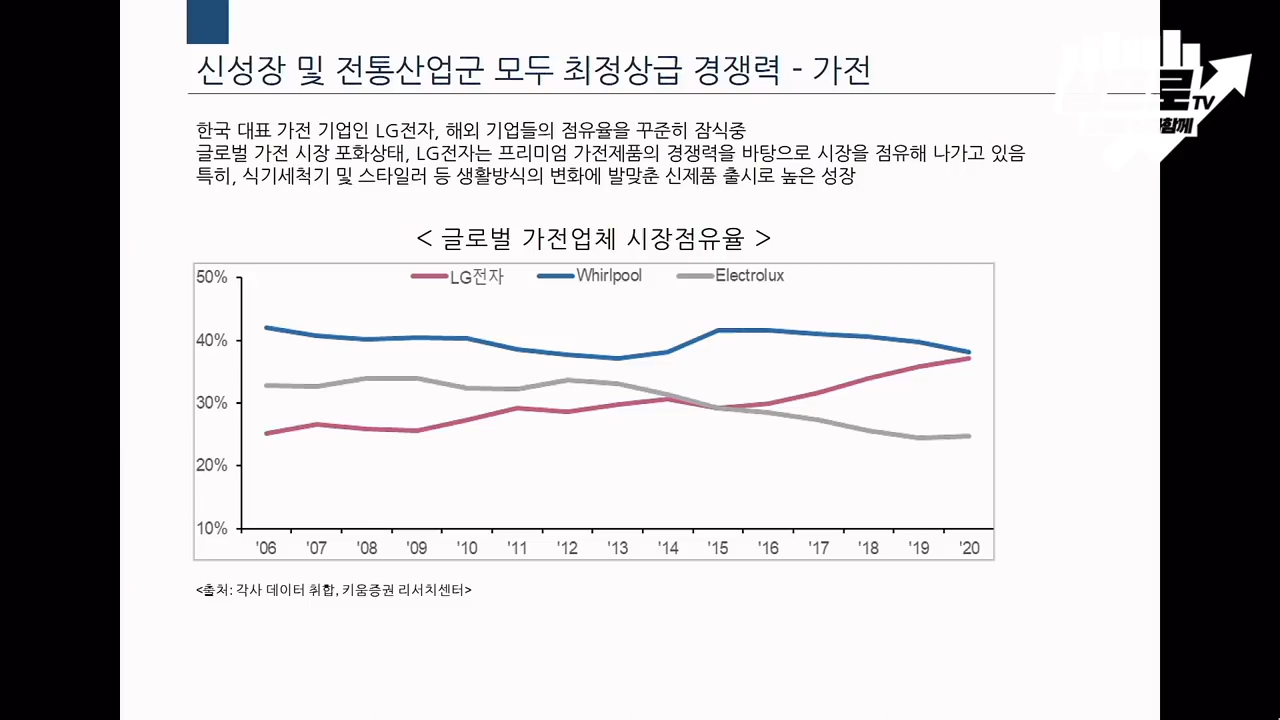 신성장 및 전통산업군 모두 최정상급 경쟁력 - 가전
로TV
함께
한국 대표 가전 기업인 LG전자, 해외 기업들의 점유율을 꾸준히 잠식중
글로벌 가전 시장 포화상태, LG전자는 프리미엄 가전제품의 경쟁력을 바탕으로 시장을 점유해 나가고 있음
특히, 식기세척기 및 스타일러 등 생활방식의 변화에 발맞춘 신제품 출시로 높은 성장
< 글로벌 가전업체 시장점유율 >
LG전자 Whirlpool Electrolux
50%
40%
30%
20%
10%
'06 '07 '08 '09 '10 '11 '12 '13 '14 '15 '16 '17 '18 '19 '20
<출처: 각사 데이터 취합, 키움증권 리서치센터>